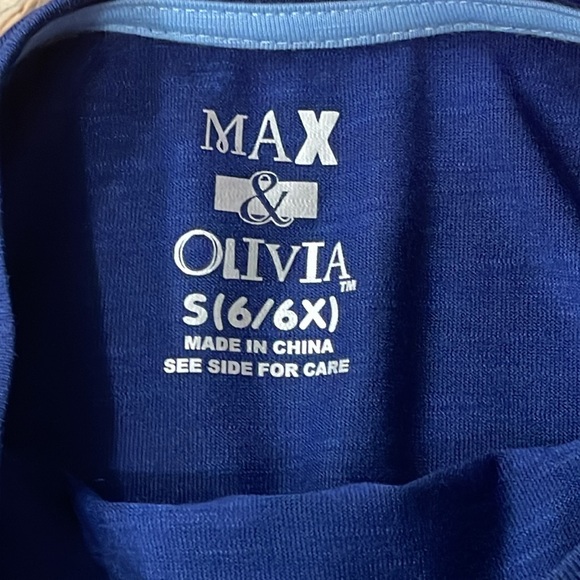 MAX
&
OLIVIA™
S(6/6X)
MADE IN CHINA
SEE SIDE FOR CARE